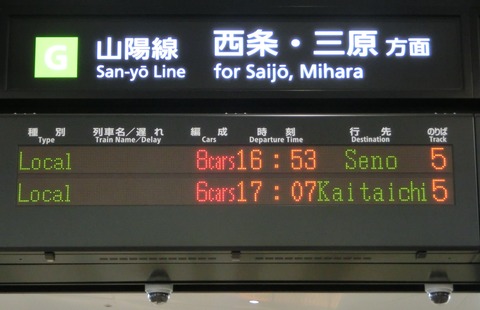 G 山陽線 西条・三原 方面
San-yō Line for Saijō, Mihara
種別 列車名/遅れ 編成 時刻 行先 のりば
Type Train Name/Delay Cars Departure Time Destination Track
Local 8cars 16:53 Seno 5
Local 6cars 17:07 Kaitaichi 5